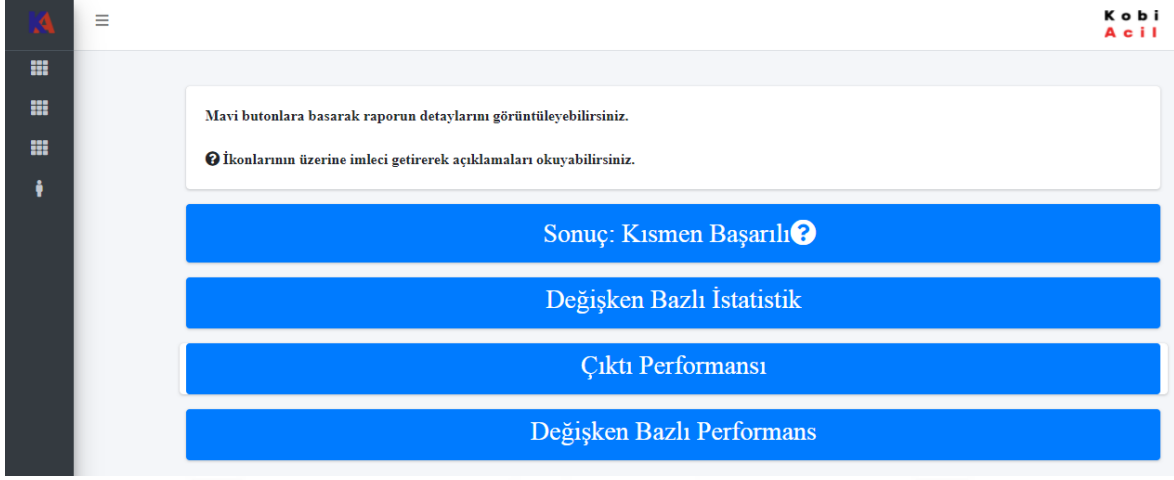 KA
Kobi
Acil
Mavi butonlara basarak raporun detaylarını görüntüleyebilirsiniz.
İkonlarının üzerine imleci getirerek açıklamaları okuyabilirsiniz.
Sonuç: Kısmen Başarılı
Değişken Bazlı İstatistik
Çıktı Performansı
Değişken Bazlı Performans